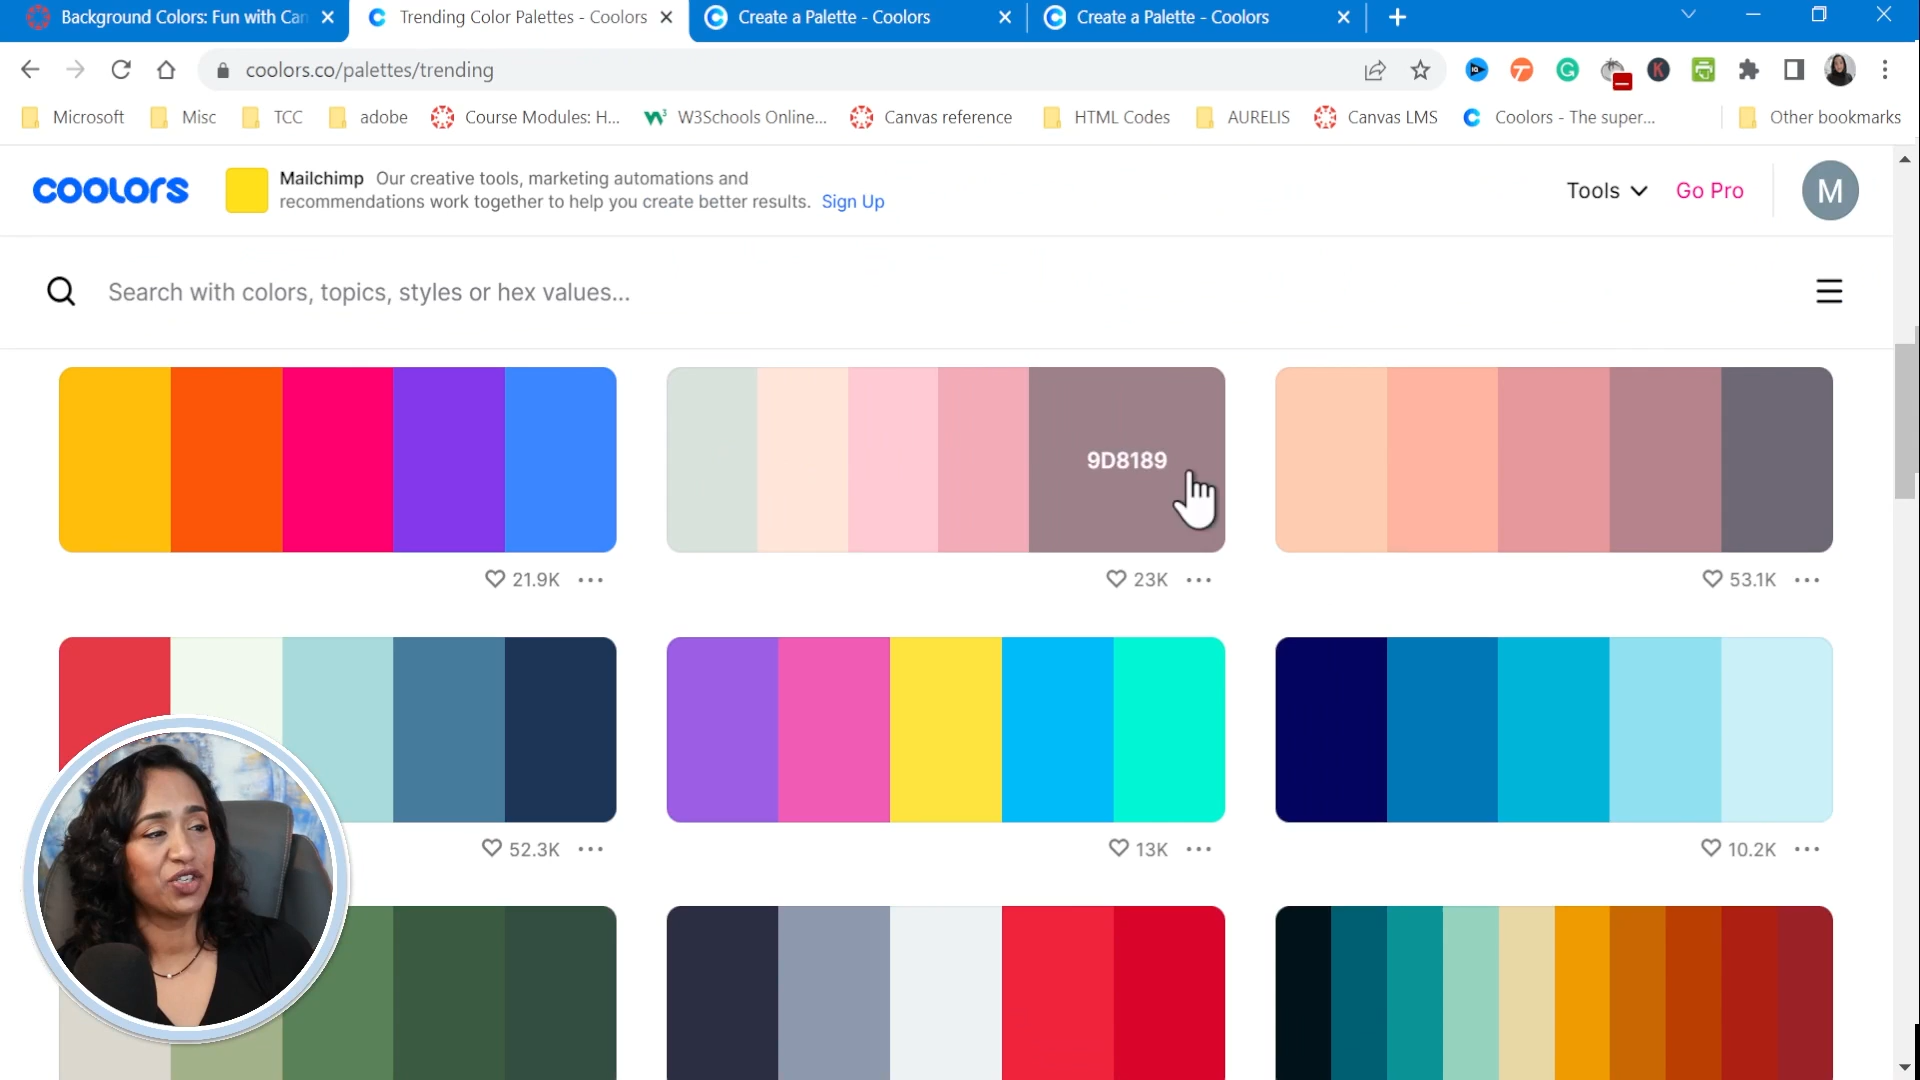 Background Colors: Fun with Can
Trending Color Palettes - Coolors
Create a Palette - Coolors
Create a Palette - Coolors
coolors.co/palettes/trending
Microsoft
Misc
TCC
adobe
Course Modules: H...
W3Schools Online...
Canvas reference
HTML Codes
AURELIS
Canvas LMS
Coolors - The super...
Other bookmarks
coolors
Mailchimp Our creative tools, marketing automations and
recommendations work together to help you create better results. Sign Up
Tools
Go Pro
M
Search with colors, topics, styles or hex values...
9D8189
21.9K
23K
53.1K
52.3K
13K
10.2K